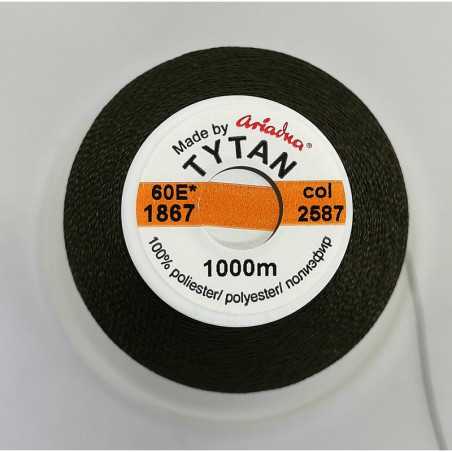 Made by Ariadna®
TYTAN
60E* col
1867 2587
1000m
100% poliester/ polyester/ полиэфир